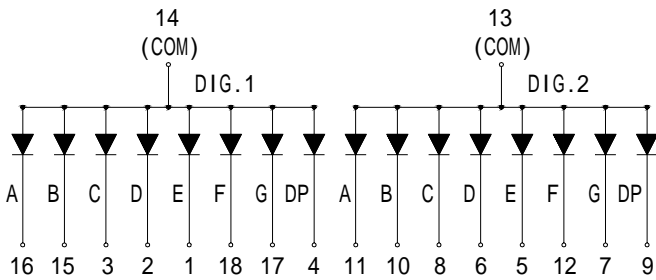 14 13
(COM) (COM)
DIG.1 DIG.2
A B C D E F G DP A B C D E F G DP
16 15 3 2 1 18 17 4 11 10 8 6 5 12 7 9